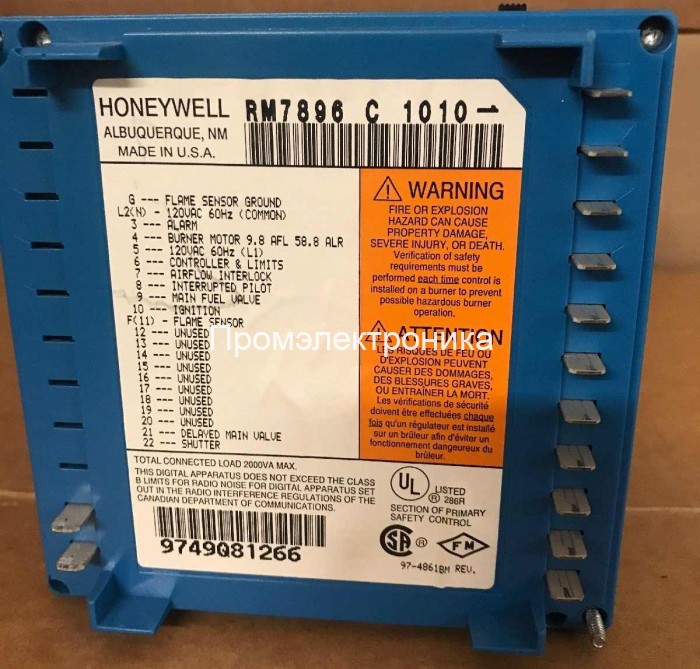 HONEYWELL RM7896 C 1010-
ALBUQUERQUE, NM
MADE IN U.S.A.
G --- FLAME SENSOR GROUND
L2(N) - 120VAC 60Hz (COMMON)
3 --- ALARM
4 --- BURNER MOTOR 9.8 AFL 58.8 ALR
5 --- 120VAC 60Hz (L1)
6 --- CONTROLLER & LIMITS
7 --- AIRFLOW INTERLOCK
8 --- INTERRUPTED PILOT
9 --- MAIN FUEL VALVE
10 --- IGNITION
F(11) - FLAME SENSOR
12 --- UNUSED
13 --- UNUSED
14 --- UNUSED
15 --- UNUSED
16 --- UNUSED
17 --- UNUSED
18 --- UNUSED
19 --- UNUSED
20 --- UNUSED
21 --- DELAYED MAIN VALVE
22 --- SHUTTER
WARNING
FIRE OR EXPLOSION
HAZARD CAN CAUSE
PROPERTY DAMAGE,
SEVERE INJURY, OR DEATH.
Verification of safety
requirements must be
performed each time control is
installed on a burner to prevent
possible hazardous burner
operation.
Промэлектроника
ATTENTION
LES RISQUES DE FEU OU
D'EXPLOSION PEUVENT
CAUSER DES DOMMAGES,
DES BLESSURES GRAVES,
OU ENTRAÎNER LA MORT.
Les vérifications de sécurité
doivent être effectuées chaque
fois qu'un régulateur est installé
sur un brûleur afin d'éviter un
fonctionnement dangereux du
brûleur.
TOTAL CONNECTED LOAD 2000VA MAX.
THIS DIGITAL APPARATUS DOES NOT EXCEED THE CLASS
B LIMITS FOR RADIO NOISE FOR DIGITAL APPARATUS SET
OUT IN THE RADIO INTERFERENCE REGULATIONS OF THE
CANADIAN DEPARTMENT OF COMMUNICATIONS.
9749081266
UL ® LISTED
286R
SECTION OF PRIMARY
SAFETY CONTROL
SA ® FM
97-4861BM REV.